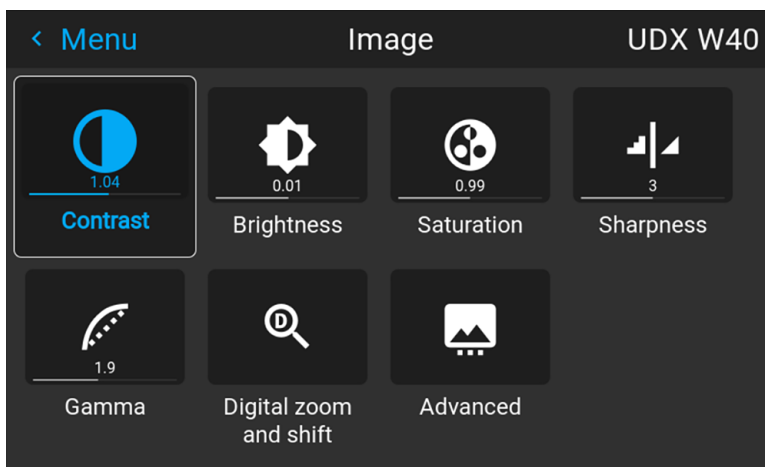 Menu
Image
UDX W40
1.04
0.01
0.99
3
Contrast
Brightness
Saturation
Sharpness
1.9
D
Gamma
Digital zoom
and shift
Advanced